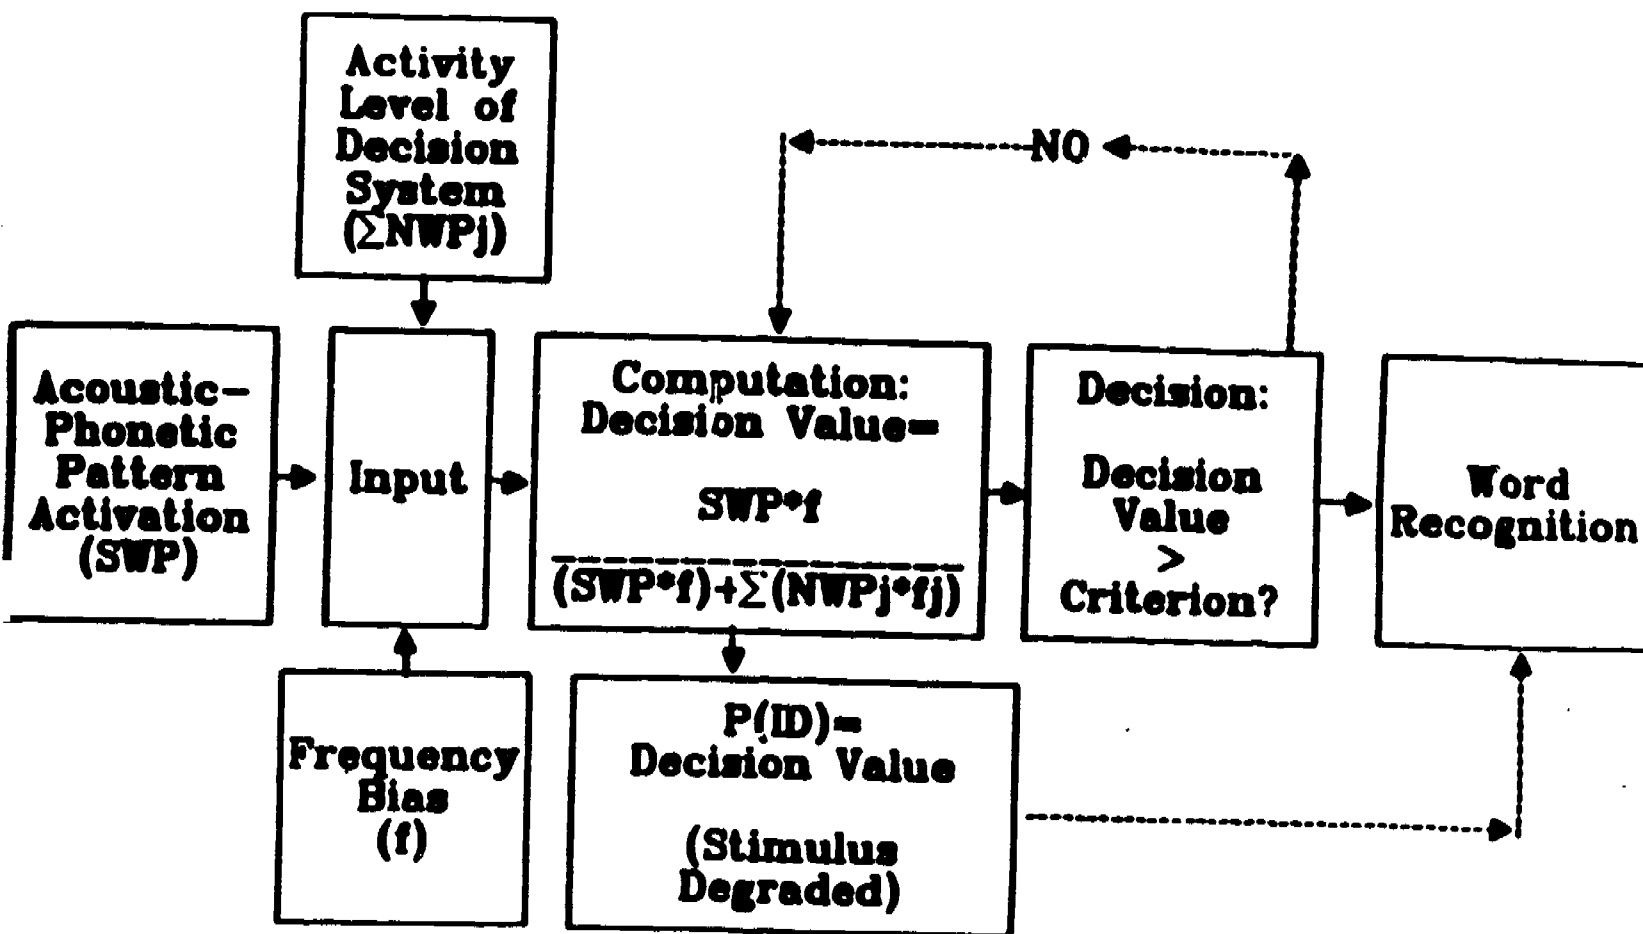 Activity
Level of
Decision
System
(ΣNWPj)
NO
Acoustic-
Phonetic
Pattern
Activation
(SWP)
Input
Computation:
Decision Value=
SWP*f
(SWP*f)+Σ(NWPj*fj)
Decision:
Decision
Value
>
Criterion?
Word
Recognition
Frequency
Bias
(f)
P(ID)=
Decision Value
(Stimulus
Degraded)